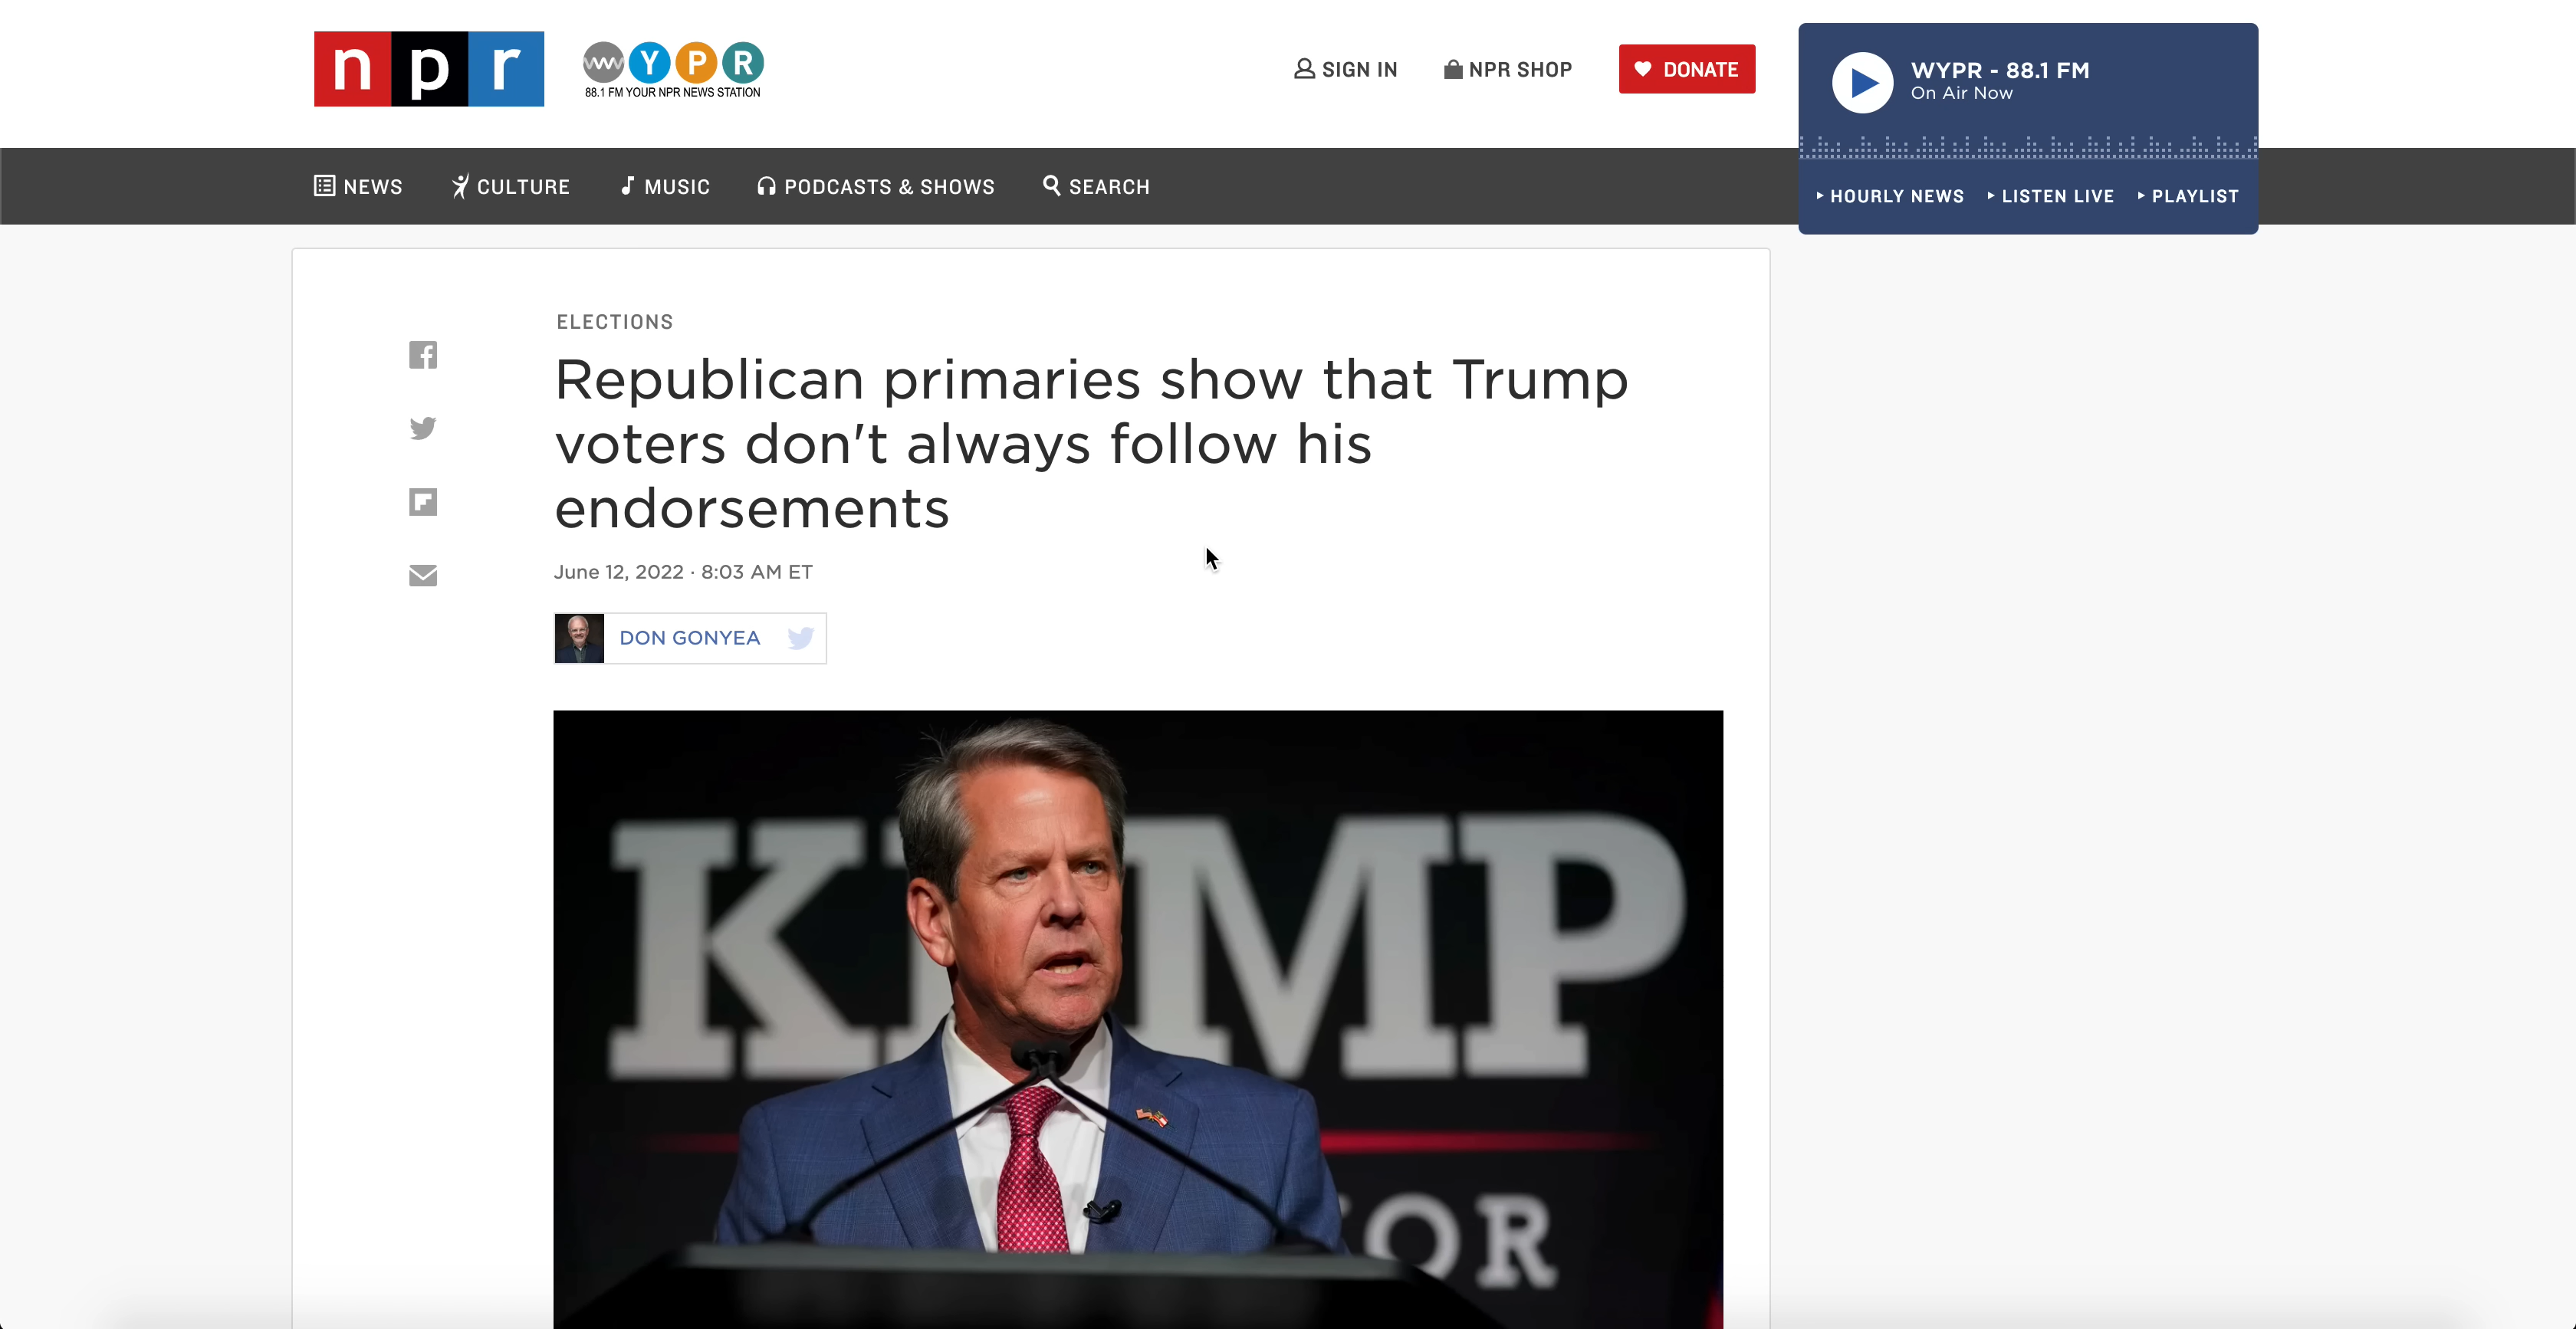 npr
WYPR
88.1 FM YOUR NPR NEWS STATION
SIGN IN
NPR SHOP
DONATE
WYPR - 88.1 FM
On Air Now
NEWS
CULTURE
MUSIC
PODCASTS & SHOWS
SEARCH
HOURLY NEWS
LISTEN LIVE
PLAYLIST
ELECTIONS
Republican primaries show that Trump
voters don't always follow his
endorsements
June 12, 2022 · 8:03 AM ET
DON GONYEA
K MP
OR